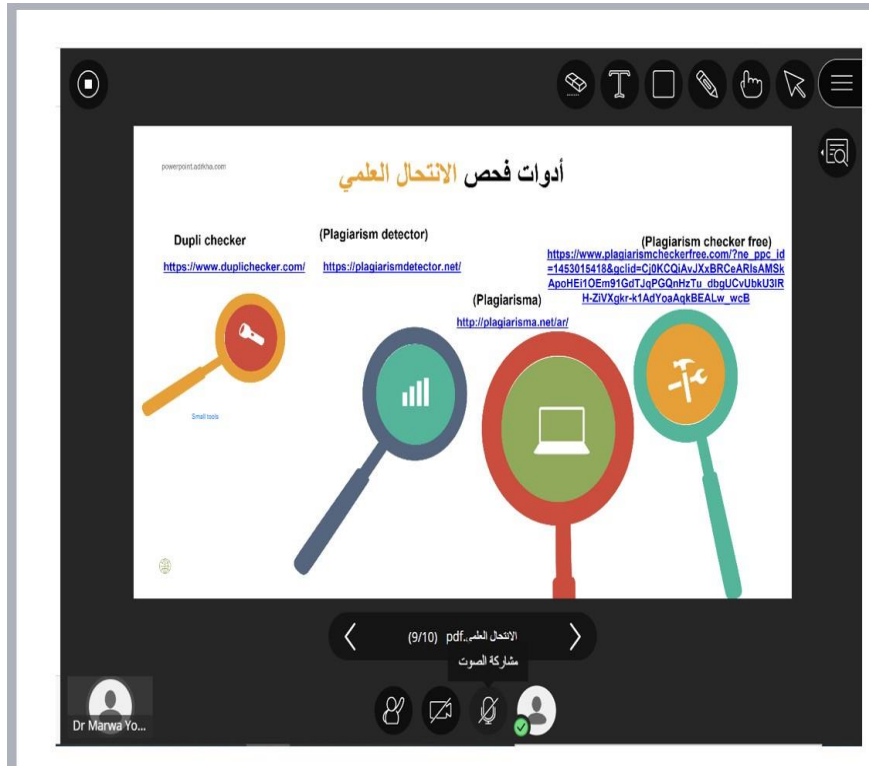 powerpoint.adirkha.com
أدوات فحص الانتحال العلمي
Dupli checker
https://www.duplichecker.com/
(Plagiarism detector)
https://plagiarismdetector.net/
(Plagiarisma)
http://plagiarisma.net/ar/
(Plagiarism checker free)
https://www.plagiarismcheckerfree.com/?ne_ppc_id
=1453015418&gclid=Cj0KCQiAvJXxBRCeARIsAMSk
ApoHEi1OEm91GdTJqPGQnHzTu_dbgUCvUbkU3IR
H-ZiVXgkr-k1AdYoaAqkBEALw_wcB
Small tools
الانتحال العلمي.pdf (9/10)
مشاركة الصوت
Dr Marwa Yo...